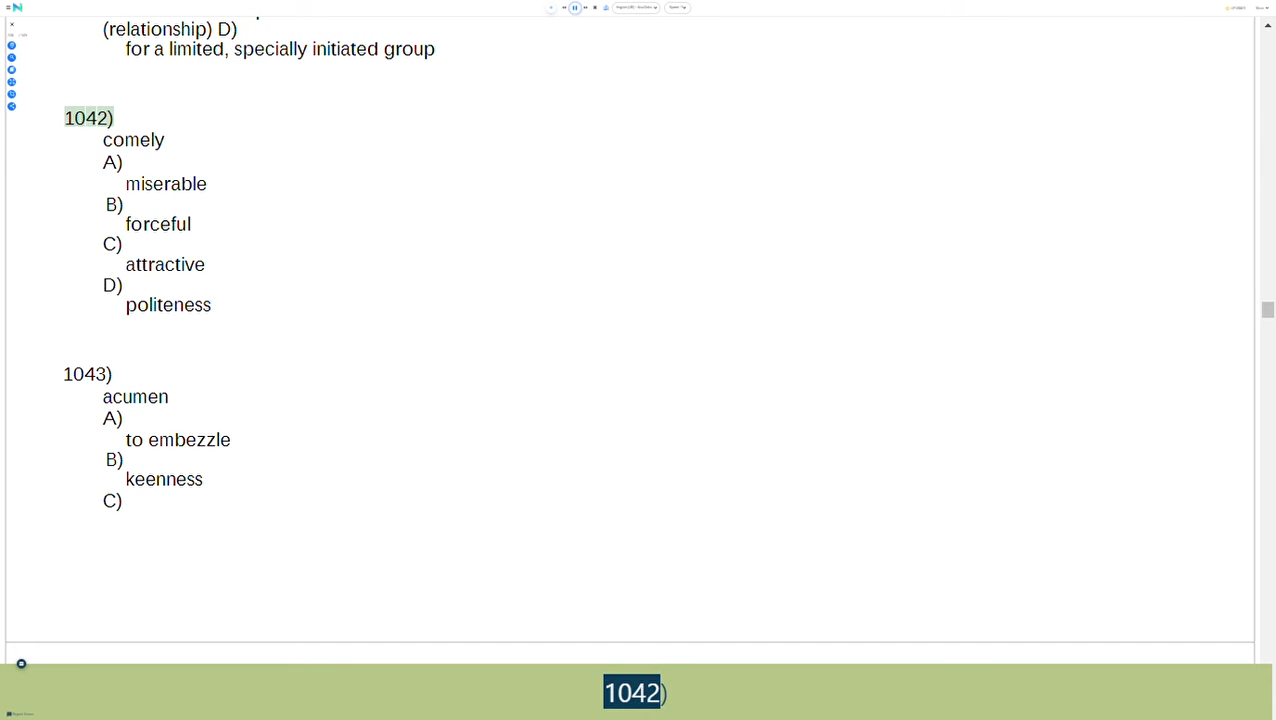 (relationship) D)
for a limited, specially initiated group
1042)
comely
A)
miserable
B)
forceful
C)
attractive
D)
politeness
1043)
acumen
A)
to embezzle
B)
keenness
C)
1042)